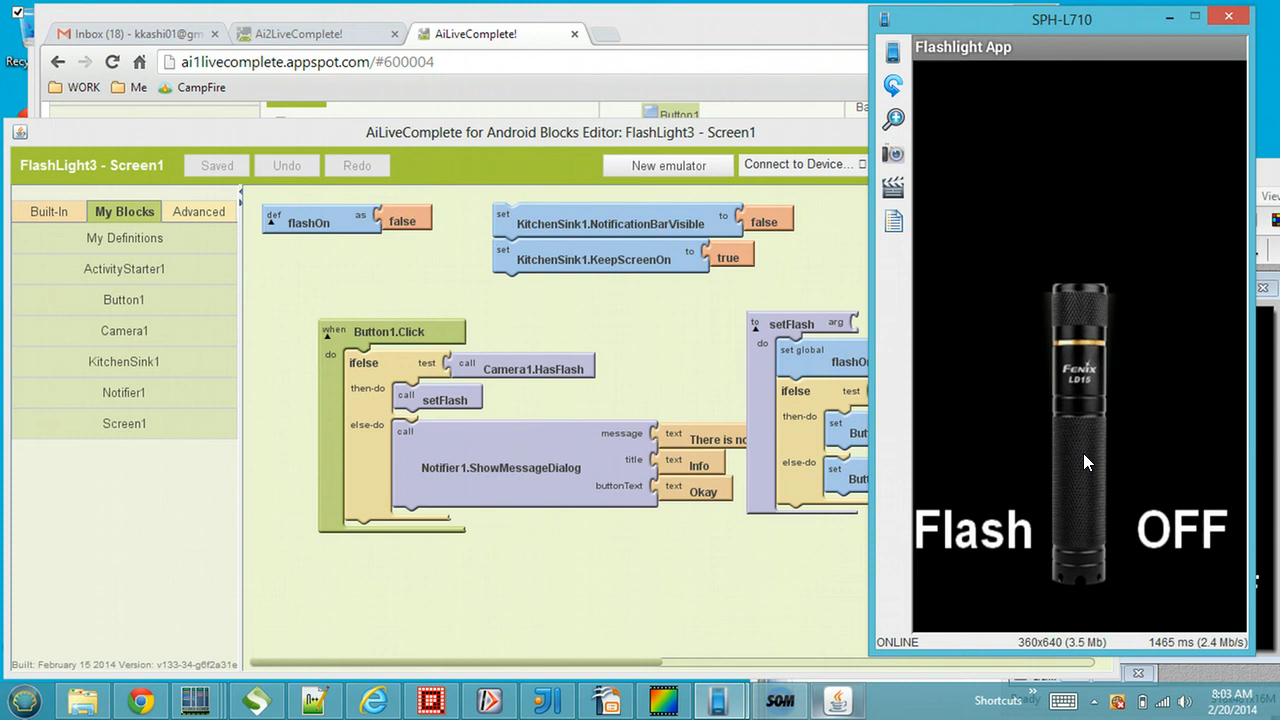 Inbox (18) - kkashi01@gm
Ai2LiveComplete!
AiLiveComplete!
ai1livecomplete.appspot.com/#600004
WORK
Me
CampFire
Button1
AiLiveComplete for Android Blocks Editor: FlashLight3 - Screen1
FlashLight3 - Screen1
Saved
Undo
Redo
New emulator
Connect to Device...
Built-In
My Blocks
Advanced
My Definitions
ActivityStarter1
Button1
Camera1
KitchenSink1
Notifier1
Screen1
def flashOn as false
set KitchenSink1.NotificationBarVisible to false
set KitchenSink1.KeepScreenOn to true
when Button1.Click
do ifelse test call Camera1.HasFlash
then-do call setFlash
else-do call Notifier1.ShowMessageDialog
message text There is no
title text Info
buttonText text Okay
to setFlash arg
do set global flashO
ifelse test
then-do set But
else-do set But
Built: February 15 2014 Version: v133-34-g6f2a31e
SPH-L710
Flashlight App
FENIX
LD15
Flash OFF
ONLINE 360x640 (3.5 Mb) 1465 ms (2.4 Mb/s)
SOM
Shortcuts
8:03 AM
2/20/2014